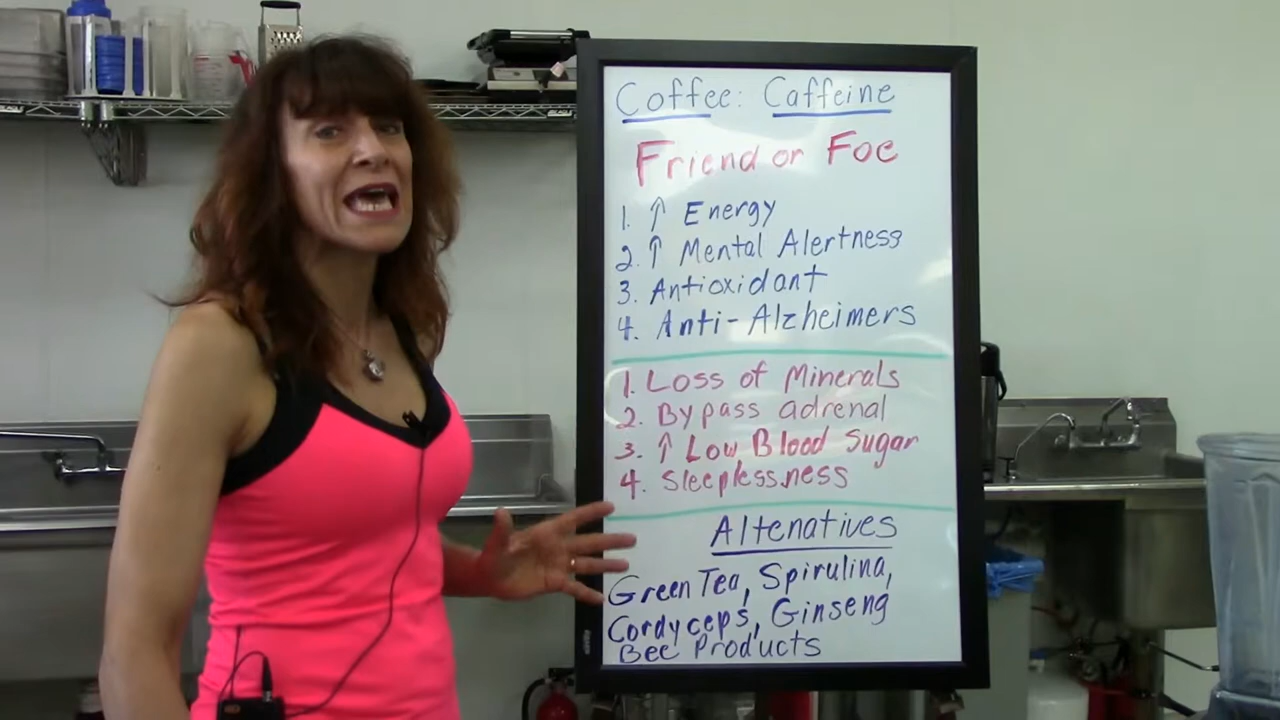 Coffee: Caffeine
Friend or Foe
1. ↑ Energy
2. ↑ Mental Alertness
3. Antioxidant
4. Anti-Alzheimers
1. Loss of Minerals
2. Bypass adrenal
3. ↑ Low Blood Sugar
4. Sleeplessness
Altenatives
Green Tea, Spirulina,
Cordyceps, Ginseng
Bee Products